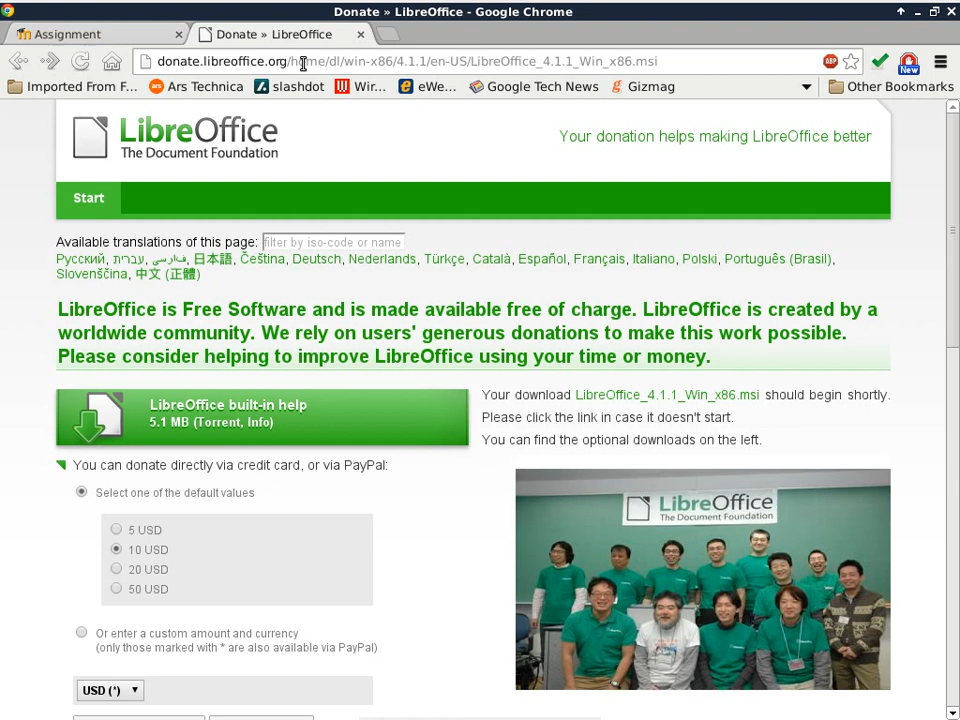 Donate » LibreOffice - Google Chrome
Assignment
Donate » LibreOffice
donate.libreoffice.org/home/dl/win-x86/4.1.1/en-US/LibreOffice_4.1.1_Win_x86.msi
ABP
New
Imported From F...
ars
Ars Technica
slashdot
Wir...
eWe...
Google Tech News
Gizmag
Other Bookmarks
LibreOffice
The Document Foundation
Your donation helps making LibreOffice better
Start
Available translations of this page: filter by iso-code or name
Русский, עברית, فارسی, 日本語, Čeština, Deutsch, Nederlands, Türkçe, Català, Español, Français, Italiano, Polski, Português (Brasil),
Slovenščina, 中文 (正體)
LibreOffice is Free Software and is made available free of charge. LibreOffice is created by a
worldwide community. We rely on users' generous donations to make this work possible.
Please consider helping to improve LibreOffice using your time or money.
LibreOffice built-in help
5.1 MB (Torrent, Info)
Your download LibreOffice_4.1.1_Win_x86.msi should begin shortly.
Please click the link in case it doesn't start.
You can find the optional downloads on the left.
You can donate directly via credit card, or via PayPal:
Select one of the default values
5 USD
10 USD
20 USD
50 USD
Or enter a custom amount and currency
(only those marked with * are also available via PayPal)
USD (*)
LibreOffice
The Document Foundation